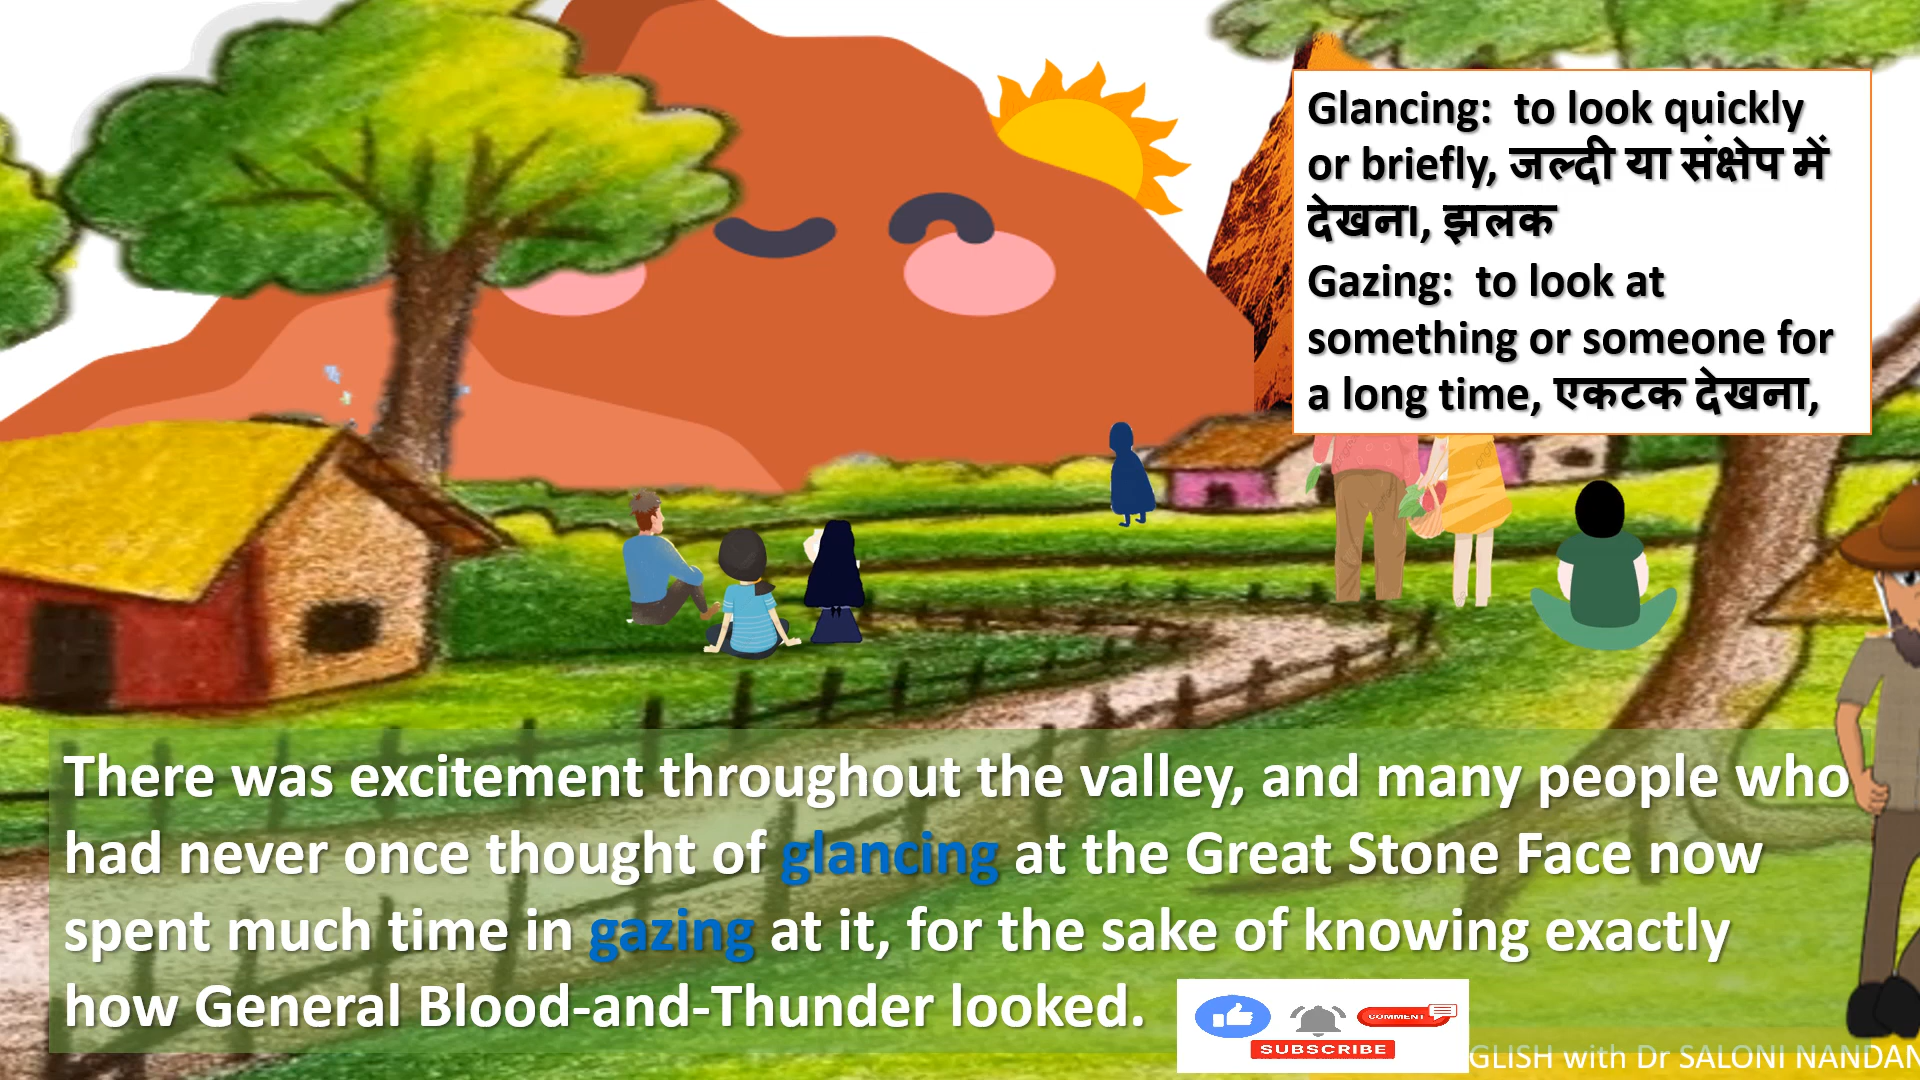 Glancing:  to look quickly
or briefly, जल्दी या संक्षेप में
देखना, झलक
Gazing:  to look at
something or someone for
a long time, एकटक देखना,
There was excitement throughout the valley, and many people who
had never once thought of glancing at the Great Stone Face now
spent much time in gazing at it, for the sake of knowing exactly
how General Blood-and-Thunder looked.
COMMENT
SUBSCRIBE
GLISH with Dr SALONI NANDAN